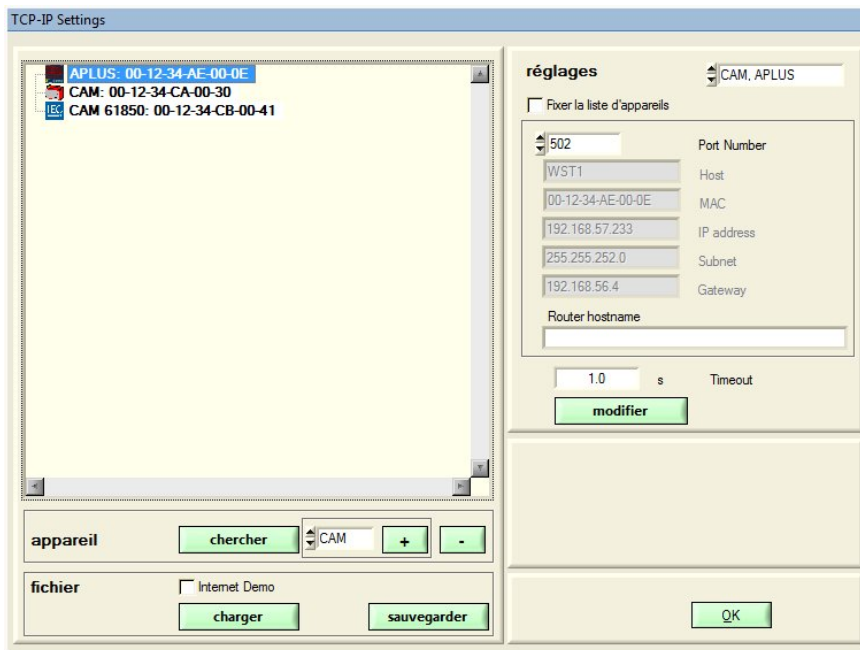 TCP-IP Settings
APLUS: 00-12-34-AE-00-0E
CAM: 00-12-34-CA-00-30
IEC CAM 61850: 00-12-34-CB-00-41
appareil chercher CAM + -
fichier Internet Demo
charger sauvegarder
réglages CAM, APLUS
Fixer la liste d'appareils
502 Port Number
WST1 Host
00-12-34-AE-00-0E MAC
192.168.57.233 IP address
255.255.252.0 Subnet
192.168.56.4 Gateway
Router hostname
1.0 s Timeout
modifier
OK